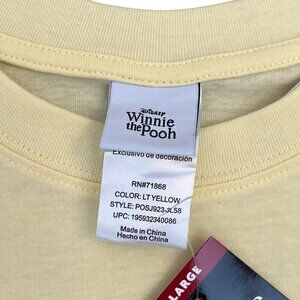 Disney
Winnie
the Pooh
Exclusivo de decoración
RN#71868
COLOR: LT YELLOW
STYLE: POSJ923-JL58
UPC: 195932340086
Made in China
Hecho en China
LARGE